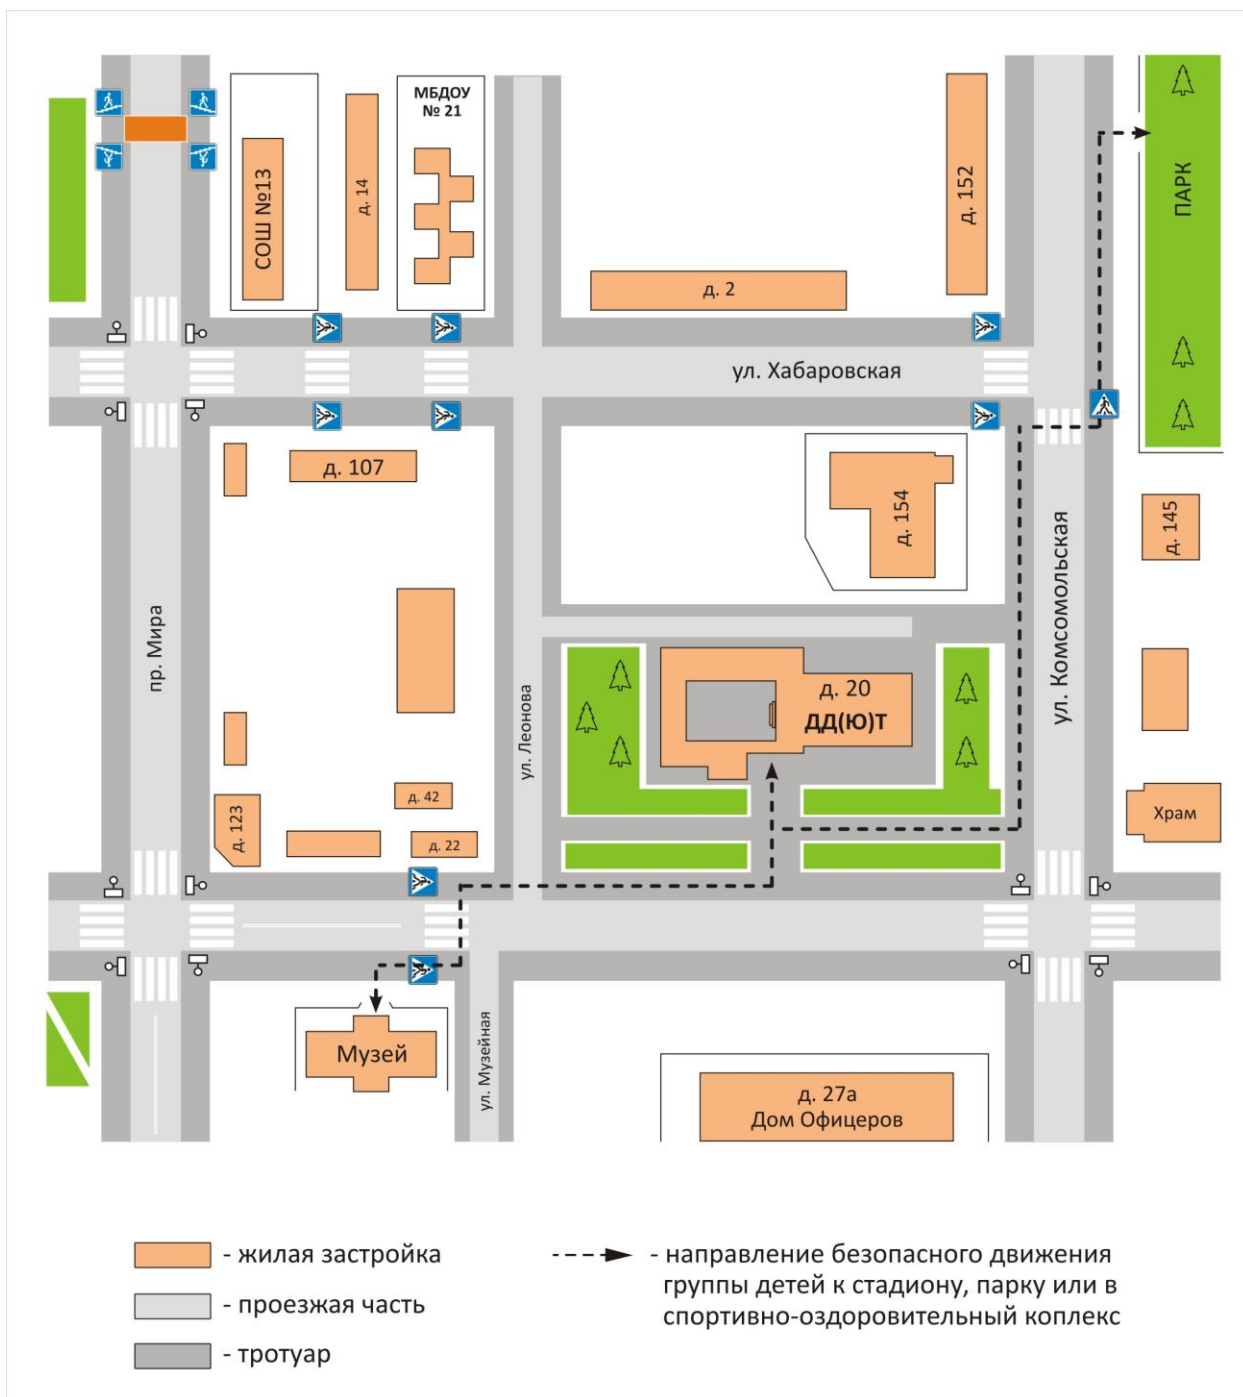 МБДОУ
№ 21
СОШ №13
д. 14
д. 152
ПАРК
д. 2
ул. Хабаровская
д. 107
д. 154
д. 145
пр. Мира
ул. Комсомольская
ул. Леонова
д. 20
ДД(Ю)Т
д. 42
д. 123
д. 22
Храм
Музей
ул. Музейная
д. 27а
Дом Офицеров
- жилая застройка
- проезжая часть
- тротуар
- направление безопасного движения
группы детей к стадиону, парку или в
спортивно-оздоровительный коплекс